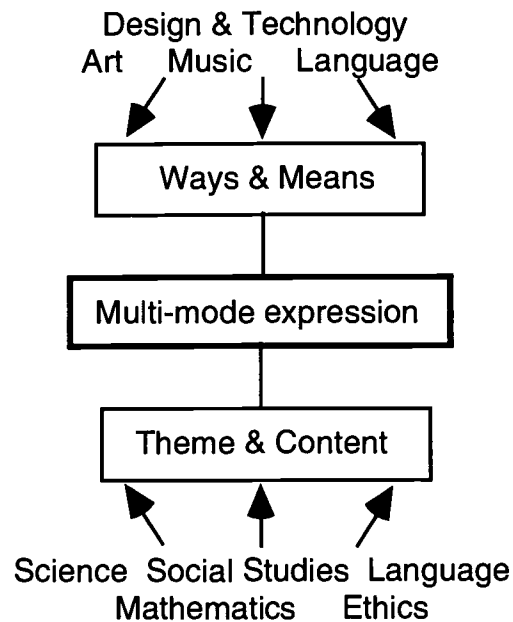 Design & Technology
Art Music Language
Ways & Means
Multi-mode expression
Theme & Content
Science Social Studies Language
Mathematics Ethics